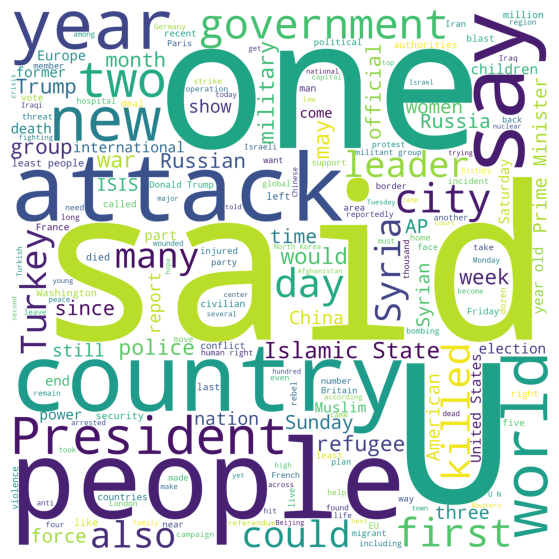 year
government
one
say
two
new
Trump
former
Europe
month
vote
Iraqi
threat
death
hospital
deal
international
group
least people
war
Russian
ISIS
Donald Trump
called
attack
military
official
women
children
Russia
show
come
may
leader
city
Prime Minister
year old
Saturday
Germany
recent
Paris
among
member
crisis
fighting
strike
operation
today
political
authorities
Iran
million
region
blast
Iraq
Israel
Israeli
national
capital
man
law
want
support
militant group
protest
trying
nuclear
back
history
top
get
global
Chinese
border
incident
told
major
left
area
reportedly
Tuesday
another
court
need
long
France
Turkish
young
second
Turkey
said
Syria
Syrian
AP
many
since
day
time
would
part
died
wounded
injured
party
North Korea
Afghanistan
must
home
face
thousand
take
Monday
become
dozen
week
Friday
bombing
China
civilian
center
several
Washington
peace
leave
report
still
police
conflict
human right
Islamic State
election
country
U
world
killed
American
United States
right
five
end
remain
power
security
last
nation
hundred
even
rebel
number
Britain
according
came
Muslim
Sunday
refugee
President
people
arrested
took
violence
anti
yet
high
French
across
least
plan
live
found
life
help
hit
way
dead
three
U N
Reuters
town
EU
migrant
including
next
also
could
first
force
four
like
made
make
countries
London
near
family
campaign
referendum
Beijing
move